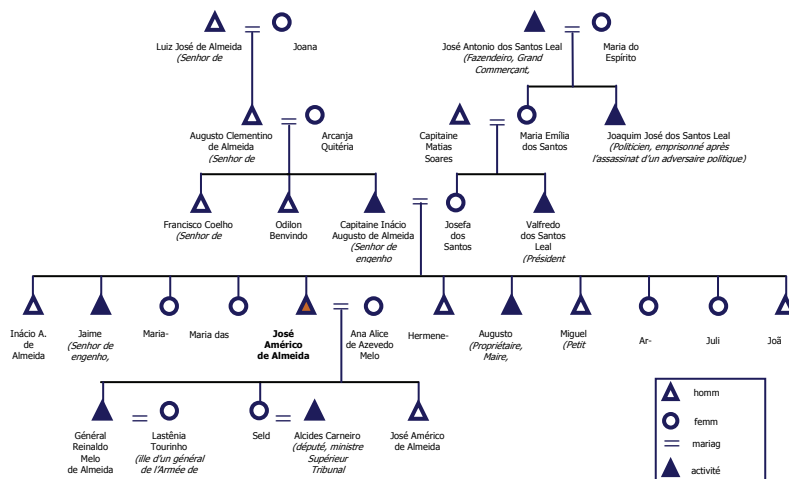 Luiz José de Almeida
(Senhor de
Joana
José Antonio dos Santos Leal
(Fazendeiro, Grand
Commerçant,
Maria do
Espírito
Augusto Clementino
de Almeida
(Senhor de
Arcanja
Quitéria
Capitaine
Matias
Soares
Maria Emília
dos Santos
Joaquim José dos Santos Leal
(Politicien, emprisonné après
l'assassinat d'un adversaire politique)
Francisco Coelho
(Senhor de
Odilon
Benvindo
Capitaine Inácio
Augusto de Almeida
(Senhor de
engenho
Josefa
dos
Santos
Valfredo
dos Santos
Leal
(Président
Inácio A.
de
Almeida
Jaime
(Senhor de
engenho,
Maria-
Maria das
José
Américo
de Almeida
Ana Alice
de Azevedo
Melo
Hermene-
Augusto
(Propriétaire,
Maire,
Miguel
(Petit
Ar-
Juli
Joã
Général
Reinaldo
Melo
de Almeida
Lastênia
Tourinho
(ille d'un général
de l'Armée de
Seld
Alcides Carneiro
(député, ministre
Supérieur
Tribunal
José Américo
de Almeida
homm
femm
mariag
activité